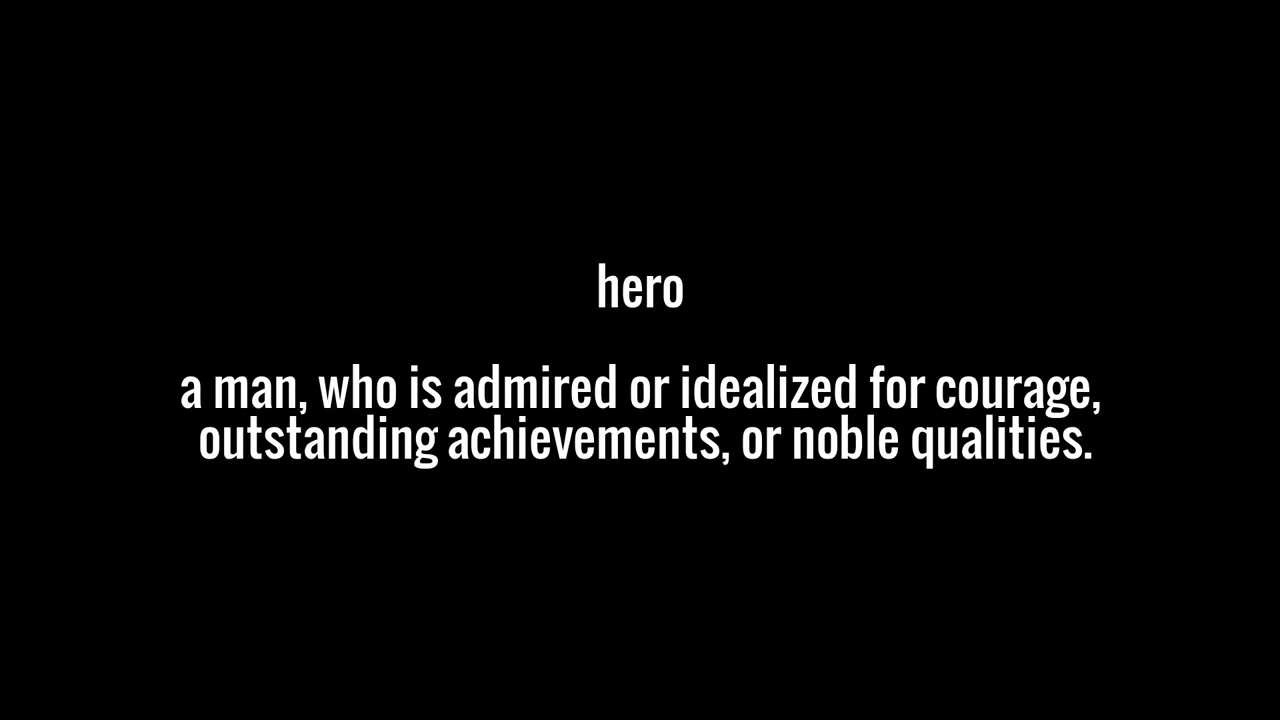 hero
a man, who is admired or idealized for courage,
outstanding achievements, or noble qualities.